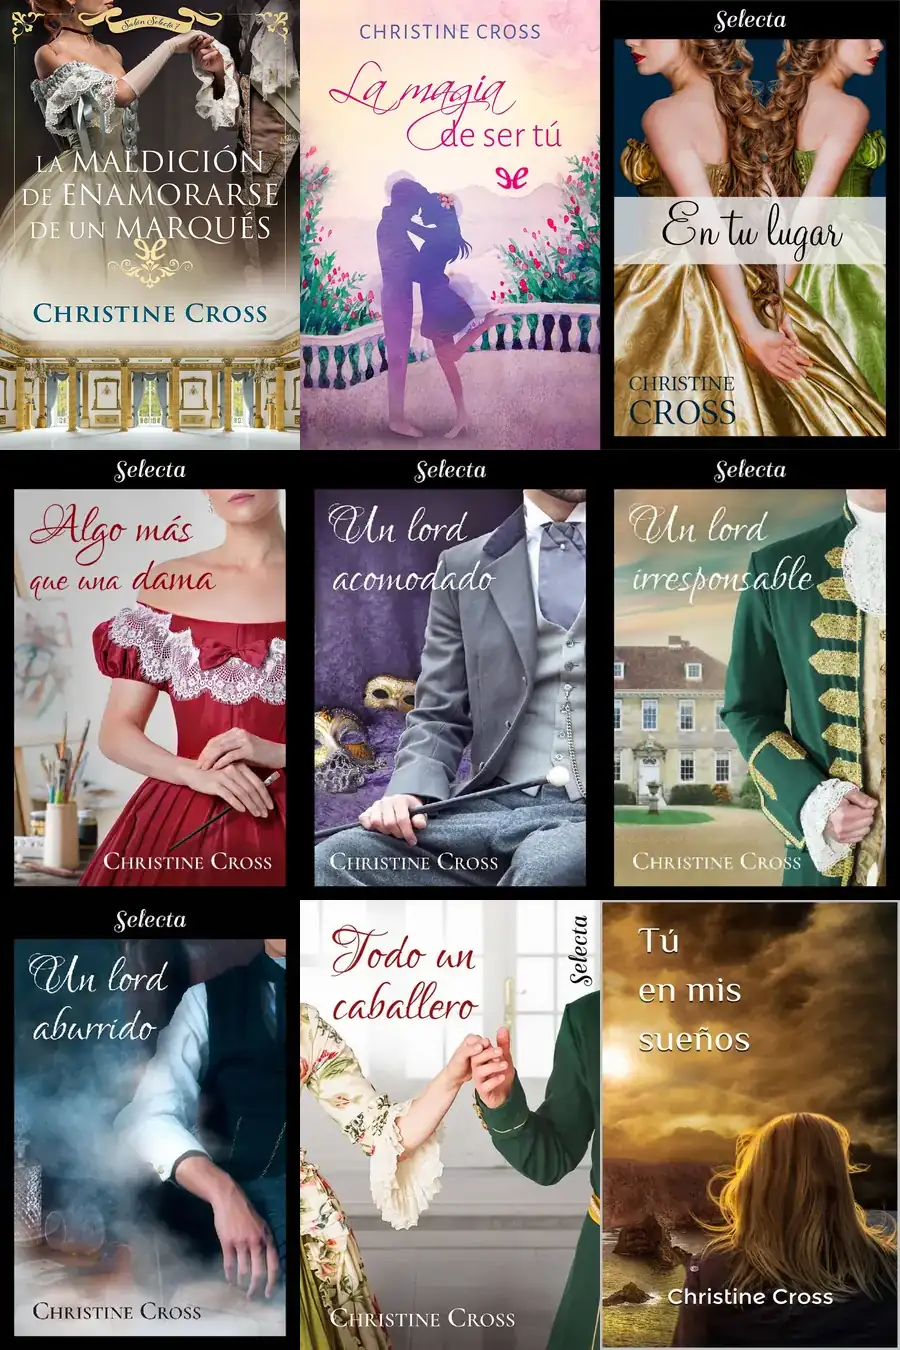 Salón Selecta 1
LA MALDICIÓN
DE ENAMORARSE
DE UN MARQUÉS
CHRISTINE CROSS
CHRISTINE CROSS
La magia
de ser tú
Selecta
En tu lugar
CHRISTINE
CROSS
Selecta
Algo más
que una dama
CHRISTINE CROSS
Selecta
Un lord
acomodado
CHRISTINE CROSS
Selecta
Un lord
irresponsable
CHRISTINE CROSS
Selecta
Un lord
aburrido
CHRISTINE CROSS
Selecta
Todo un
caballero
CHRISTINE CROSS
Tú
en mis
sueños
Christine Cross